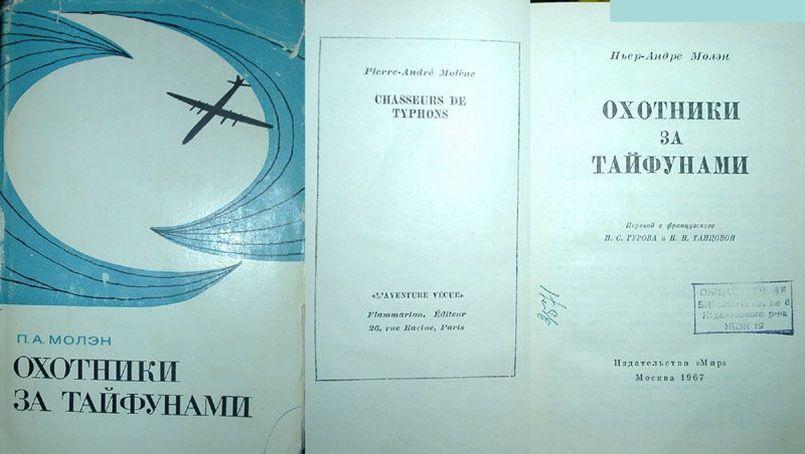 П. А. МОЛЭН
ОХОТНИКИ
ЗА ТАЙФУНАМИ
Pierre-André Molène
CHASSEURS DE
TYPHONS
«L'AVENTURE VÉCUE»
Flammarion, Éditeur
26, rue Racine, Paris
Пьер-Андре Молэн
ОХОТНИКИ
ЗА
ТАЙФУНАМИ
Перевод с французского
ГУРОВА и Н. Н. ТАНЦОВОЙ
Издательство «Мир»
Москва 1967